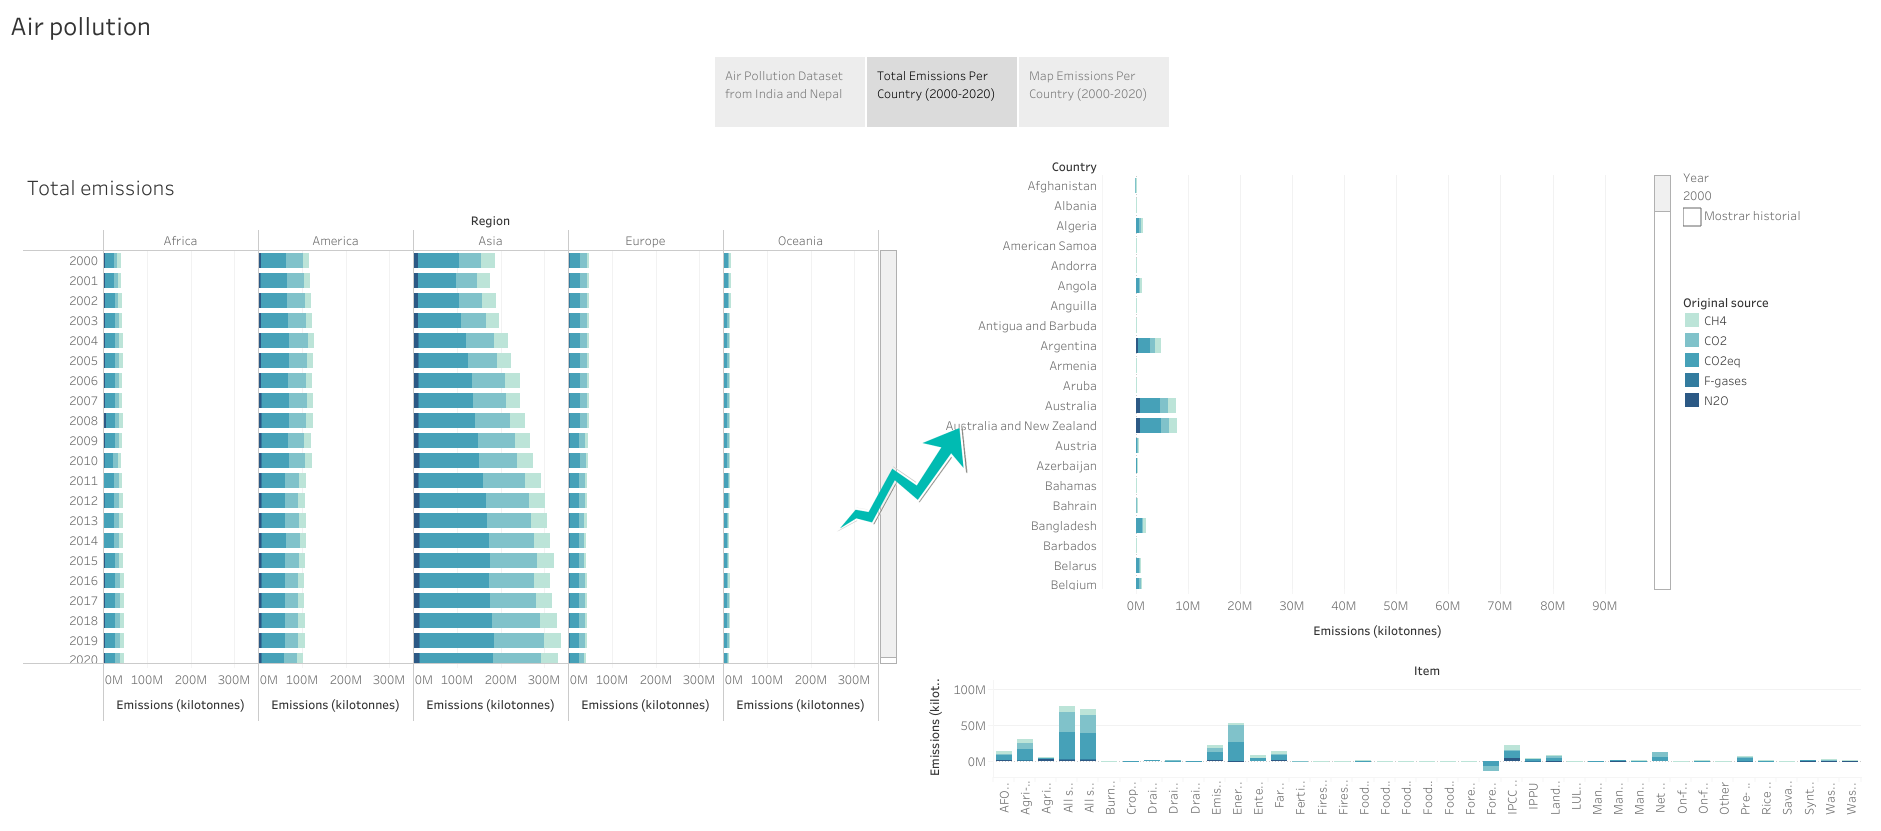 Air pollution
Air Pollution Dataset
from India and Nepal
Total Emissions Per
Country (2000-2020)
Map Emissions Per
Country (2000-2020)
Total emissions
Region
Africa America Asia Europe Oceania
2000
2001
2002
2003
2004
2005
2006
2007
2008
2009
2010
2011
2012
2013
2014
2015
2016
2017
2018
2019
2020
0M 100M 200M 300M 0M 100M 200M 300M 0M 100M 200M 300M 0M 100M 200M 300M 0M 100M 200M 300M
Emissions (kilotonnes) Emissions (kilotonnes) Emissions (kilotonnes) Emissions (kilotonnes) Emissions (kilotonnes)
Country
Afghanistan
Albania
Algeria
American Samoa
Andorra
Angola
Anguilla
Antigua and Barbuda
Argentina
Armenia
Aruba
Australia
Australia and New Zealand
Austria
Azerbaijan
Bahamas
Bahrain
Bangladesh
Barbados
Belarus
Belgium
0M 10M 20M 30M 40M 50M 60M 70M 80M 90M
Emissions (kilotonnes)
Year
2000
Mostrar historial
Original source
CH4
CO2
CO2eq
F-gases
N2O
Item
Emissions (kilot..
100M
50M
0M
AFO..
Agri-..
Agri..
All s..
All s..
Burn..
Crop..
Drai..
Drai..
Drai..
Emis..
Ener..
Ente..
Far..
Ferti..
Fires..
Fires..
Food..
Food..
Food..
Food..
Food..
Fore..
Fore..
IPCC ..
IPPU
Land..
LUL..
Man..
Man..
Man..
Net ..
On-f..
On-f..
Other
Pre- ..
Rice ..
Sava..
Synt..
Was..
Was..